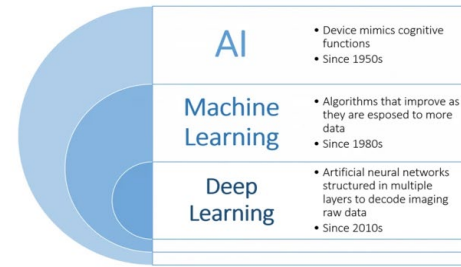 AI
• Device mimics cognitive
functions
• Since 1950s
Machine
Learning
• Algorithms that improve as
they are esposed to more
data
• Since 1980s
Deep
Learning
• Artificial neural networks
structured in multiple
layers to decode imaging
raw data
• Since 2010s